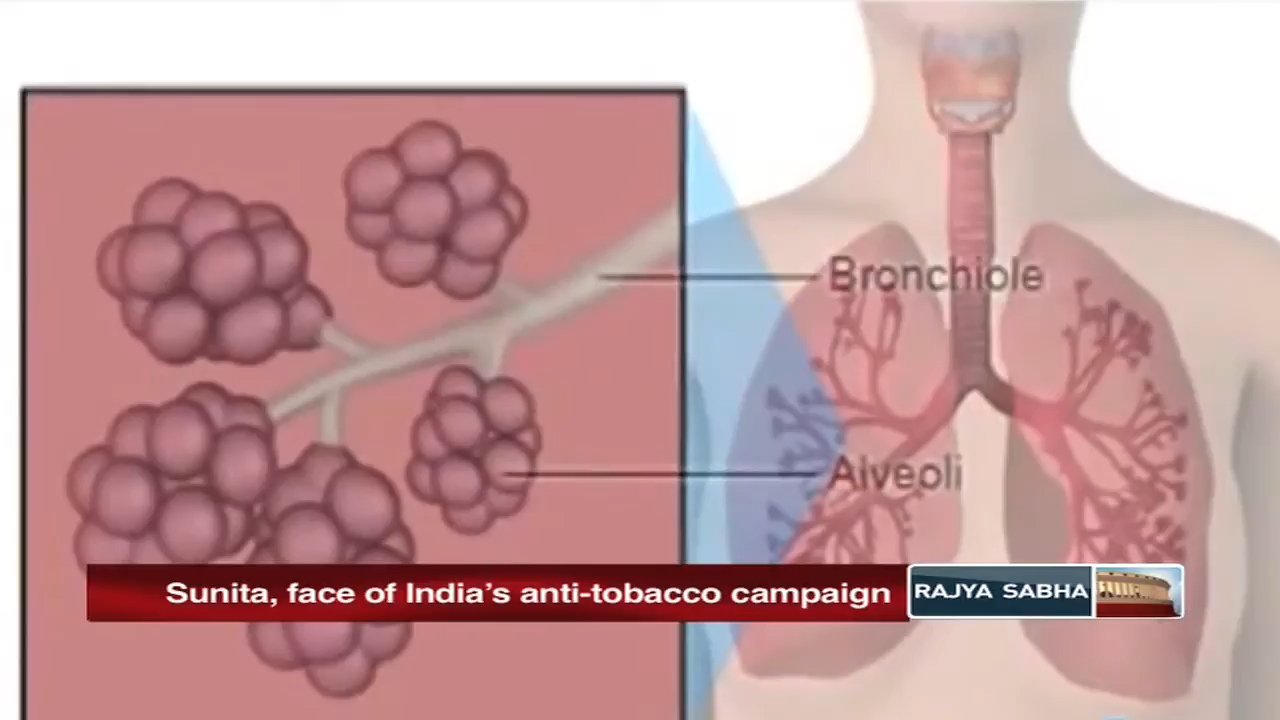 Bronchiole
Alveoli
Sunita, face of India's anti-tobacco campaign
RAJYA SABHA